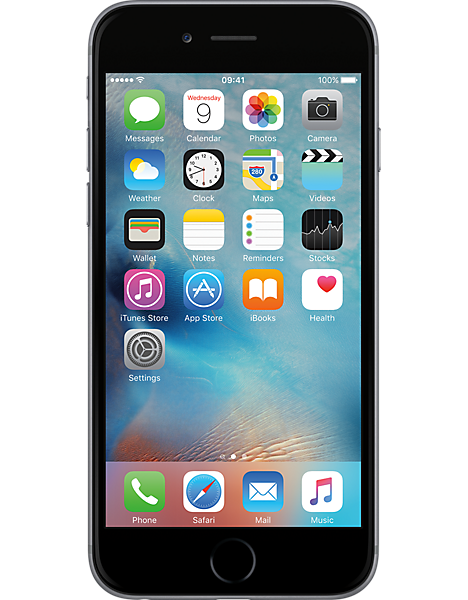 09:41 100%
Wednesday
9
Messages Calendar Photos Camera
280
Weather Clock Maps Videos
Wallet Notes Reminders Stocks
iTunes Store App Store iBooks Health
Settings
Phone Safari Mail Music